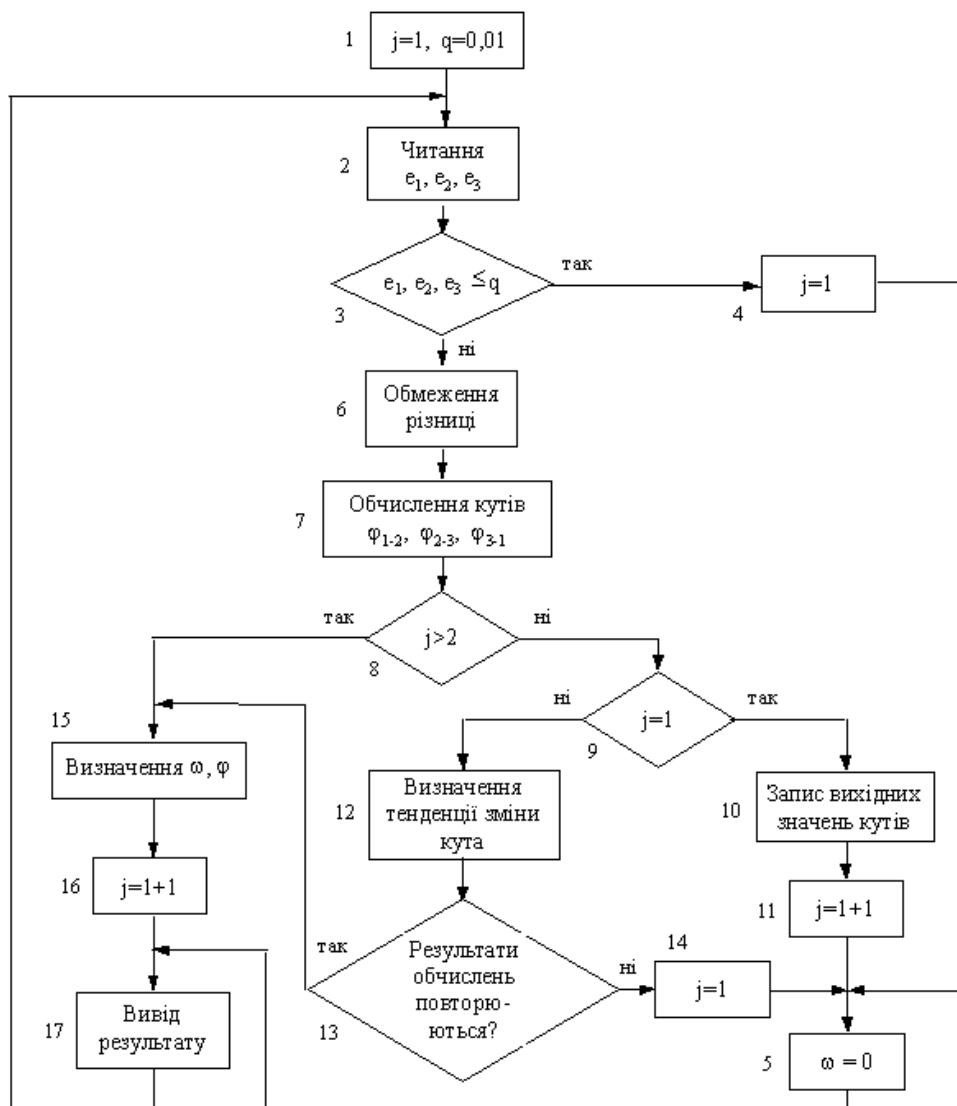 1
j=1, q=0,01
2
Читання
e₁, e₂, e₃
e₁, e₂, e₃ ≤q
так
3
4
j=1
ні
6
Обмеження
різниці
7
Обчислення кутів
φ₁₋₂, φ₂₋₃, φ₃₋₁
так
j>2
ні
8
ні
j=1
так
9
15
Визначення ω, φ
12
Визначення
тенденції зміни
кута
10
Запис вихідних
значень кутів
16
j=1+1
11
j=1+1
так
Результати
обчислень
повторю-
ються?
ні
13
14
j=1
17
Вивід
результату
5
ω = 0